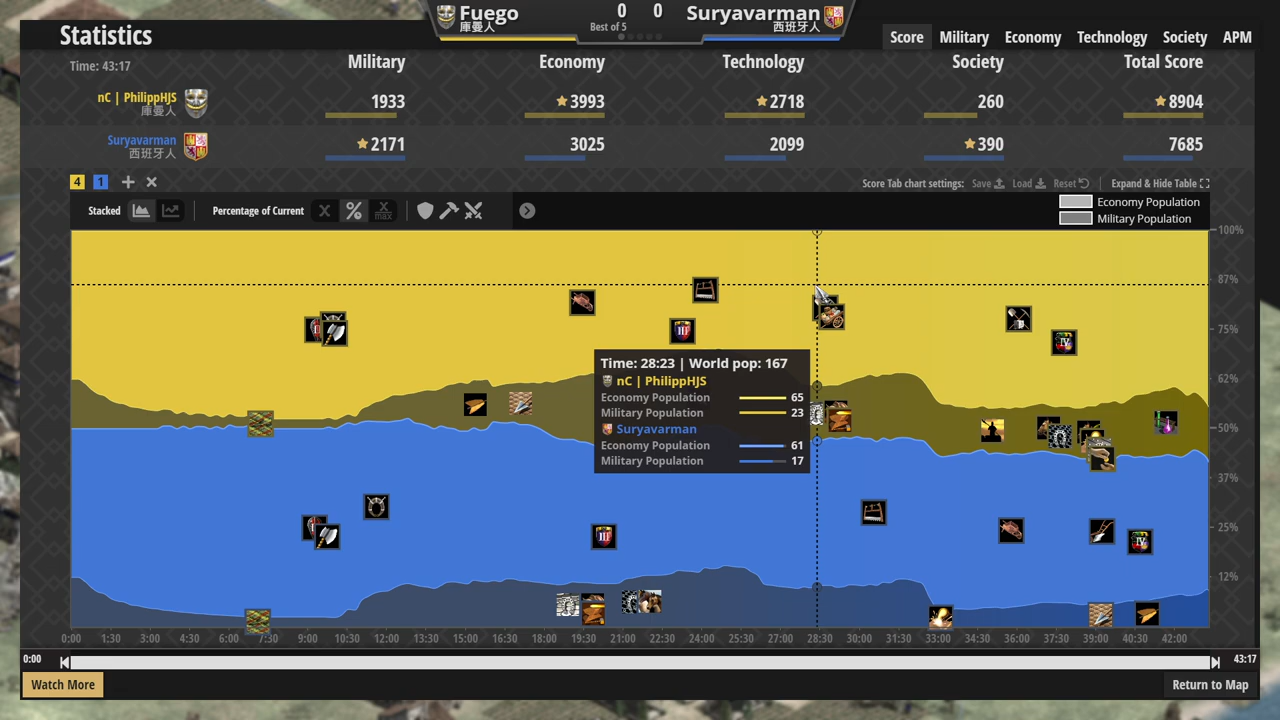 Fuego
庫曼人
0 0
Best of 5
Suryavarman
西班牙人
Statistics
Score Military Economy Technology Society APM
Time: 43:17
Military Economy Technology Society Total Score
nC | PhilippHJS
庫曼人
1933 3993 2718 260 8904
Suryavarman
西班牙人
2171 3025 2099 390 7685
4 1
Score Tab chart settings: Save Load Reset Expand & Hide Table
Stacked Percentage of Current X % x/max
Economy Population
Military Population
100%
87%
75%
62%
50%
37%
25%
12%
Time: 28:23 | World pop: 167
nC | PhilippHJS
Economy Population 65
Military Population 23
Suryavarman
Economy Population 61
Military Population 17
III
IV
III
IV
0:00 1:30 3:00 4:30 6:00 7:30 9:00 10:30 12:00 13:30 15:00 16:30 18:00 19:30 21:00 22:30 24:00 25:30 27:00 28:30 30:00 31:30 33:00 34:30 36:00 37:30 39:00 40:30 42:00
0:00 43:17
Watch More
Return to Map